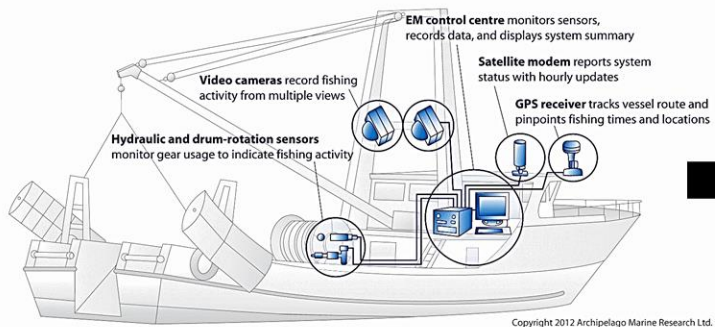 EM control centre monitors sensors,
records data, and displays system summary
Satellite modem reports system
status with hourly updates
Video cameras record fishing
activity from multiple views
GPS receiver tracks vessel route and
pinpoints fishing times and locations
Hydraulic and drum-rotation sensors
monitor gear usage to indicate fishing activity
Copyright 2012 Archipelago Marine Research Ltd.